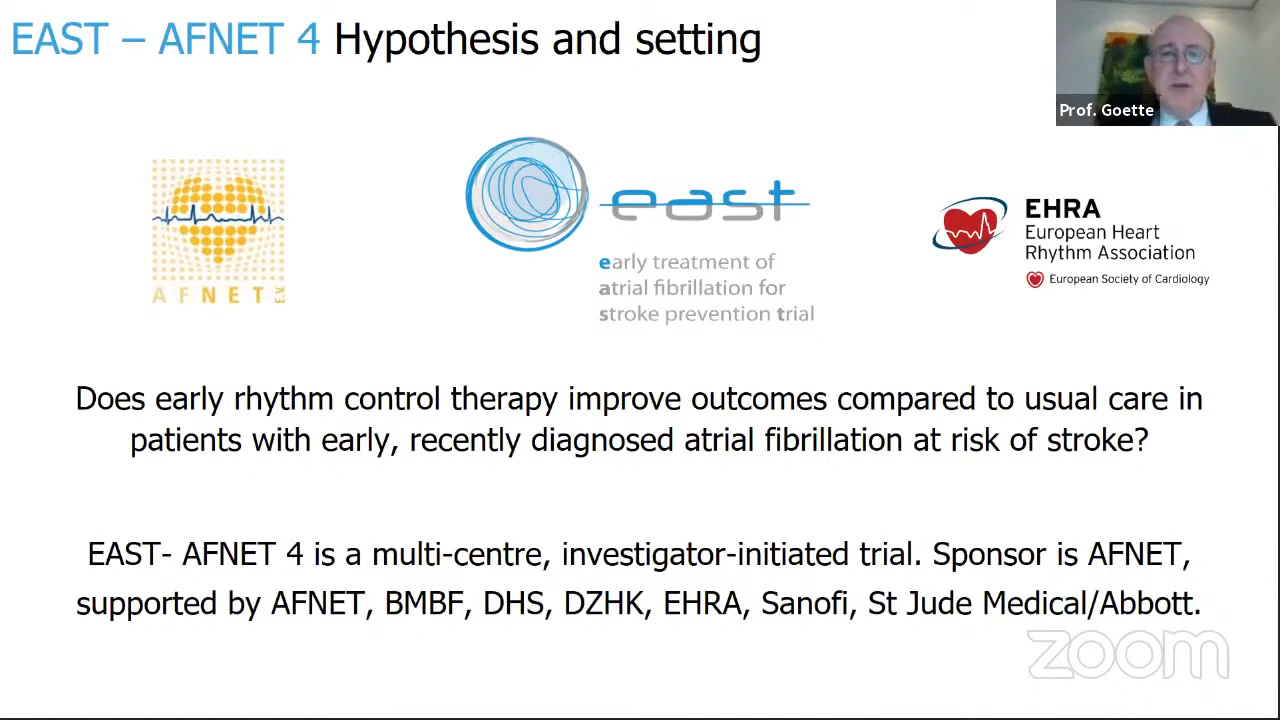 EAST – AFNET 4 Hypothesis and setting
Prof. Goette
AFNET
east
early treatment of
atrial fibrillation for
stroke prevention trial
EHRA
European Heart
Rhythm Association
European Society of Cardiology
Does early rhythm control therapy improve outcomes compared to usual care in
patients with early, recently diagnosed atrial fibrillation at risk of stroke?
EAST- AFNET 4 is a multi-centre, investigator-initiated trial. Sponsor is AFNET,
supported by AFNET, BMBF, DHS, DZHK, EHRA, Sanofi, St Jude Medical/Abbott.
zoom